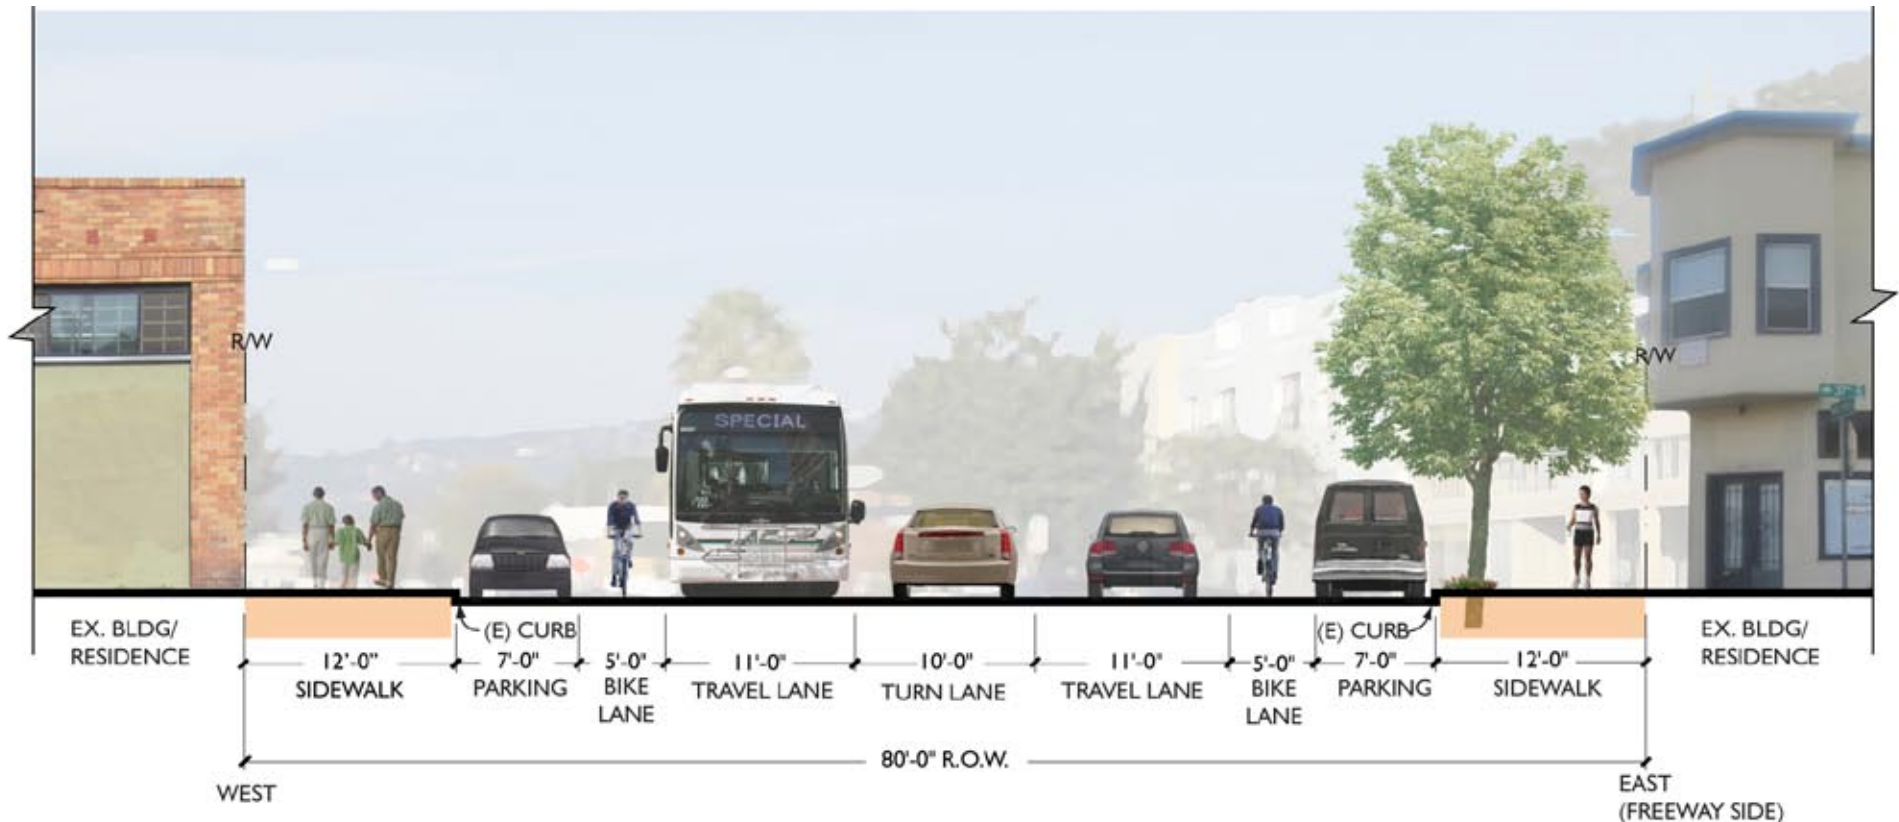 SPECIAL
R/W
R/W
EX. BLDG/
RESIDENCE
(E) CURB
(E) CURB
EX. BLDG/
RESIDENCE
12'-0"
SIDEWALK
7'-0"
PARKING
5'-0"
BIKE
LANE
11'-0"
TRAVEL LANE
10'-0"
TURN LANE
11'-0"
TRAVEL LANE
5'-0"
BIKE
LANE
7'-0"
PARKING
12'-0"
SIDEWALK
80'-0" R.O.W.
WEST
EAST
(FREEWAY SIDE)